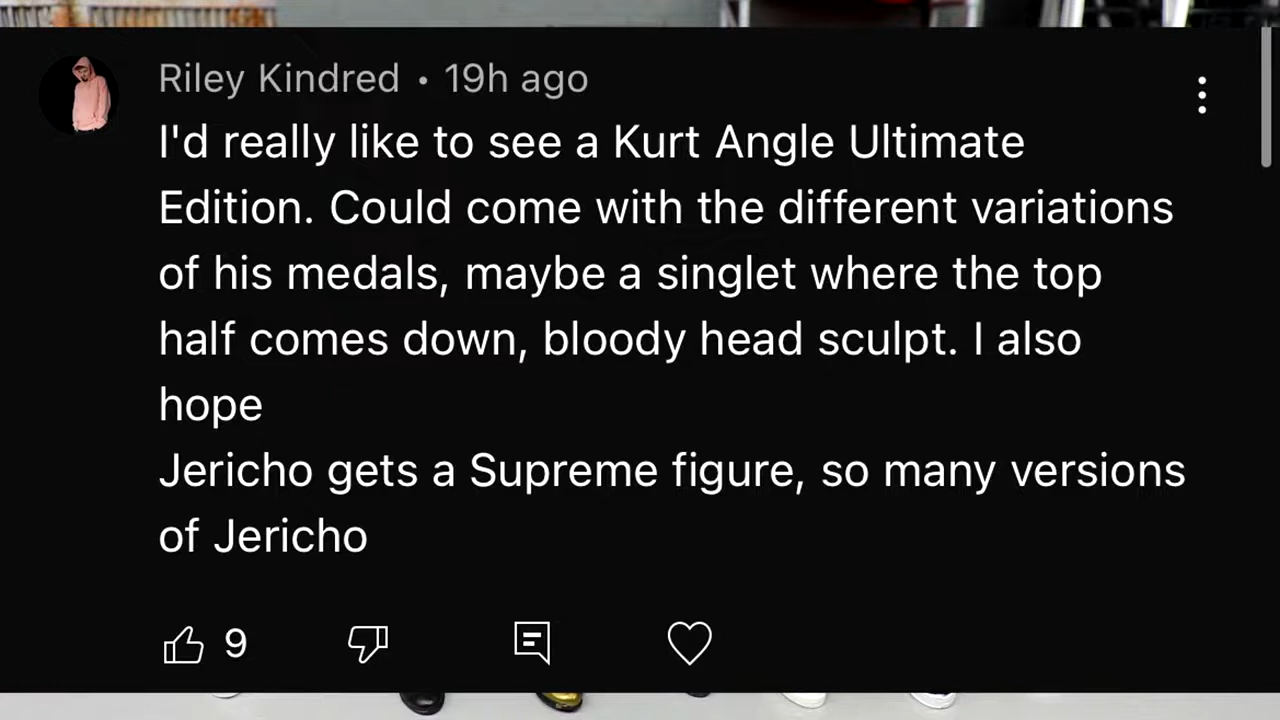 Riley Kindred • 19h ago
I'd really like to see a Kurt Angle Ultimate
Edition. Could come with the different variations
of his medals, maybe a singlet where the top
half comes down, bloody head sculpt. I also
hope
Jericho gets a Supreme figure, so many versions
of Jericho
9